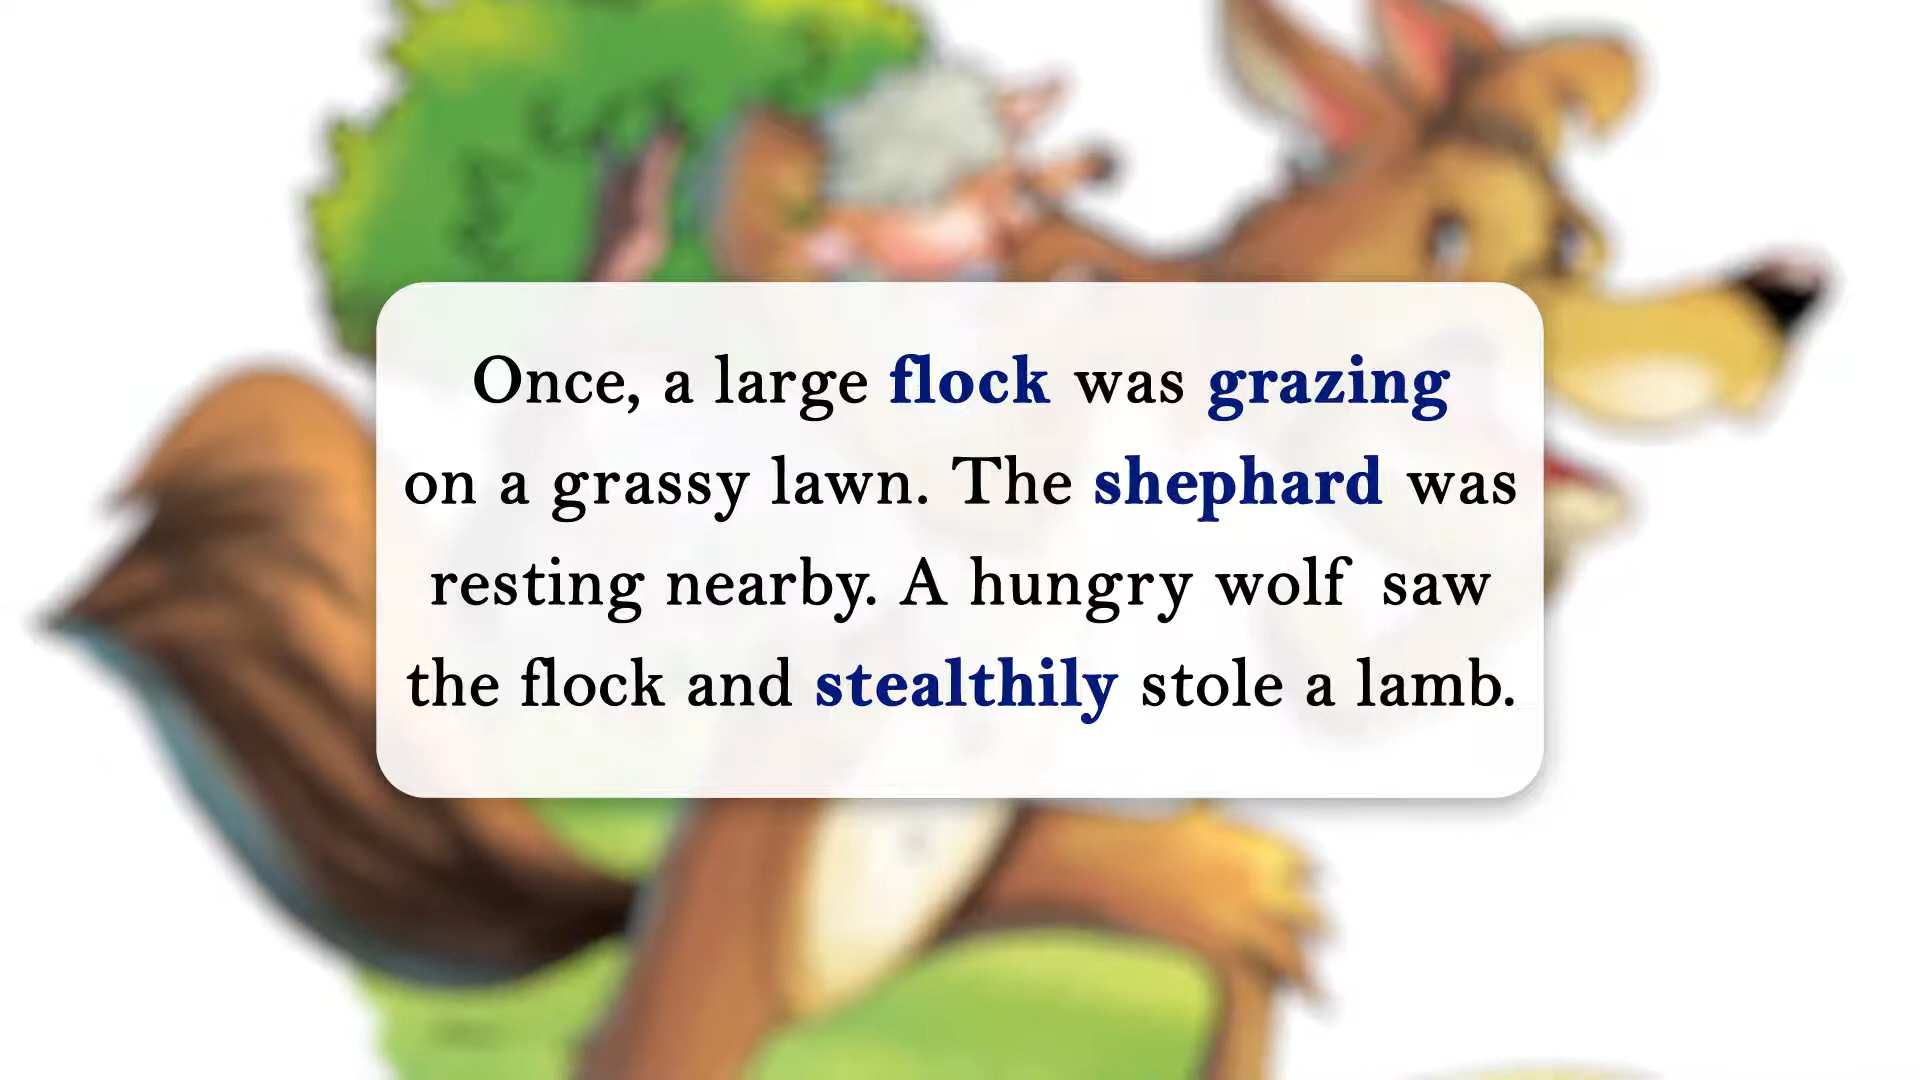 Once, a large flock was grazing
on a grassy lawn. The shephard was
resting nearby. A hungry wolf saw
the flock and stealthily stole a lamb.